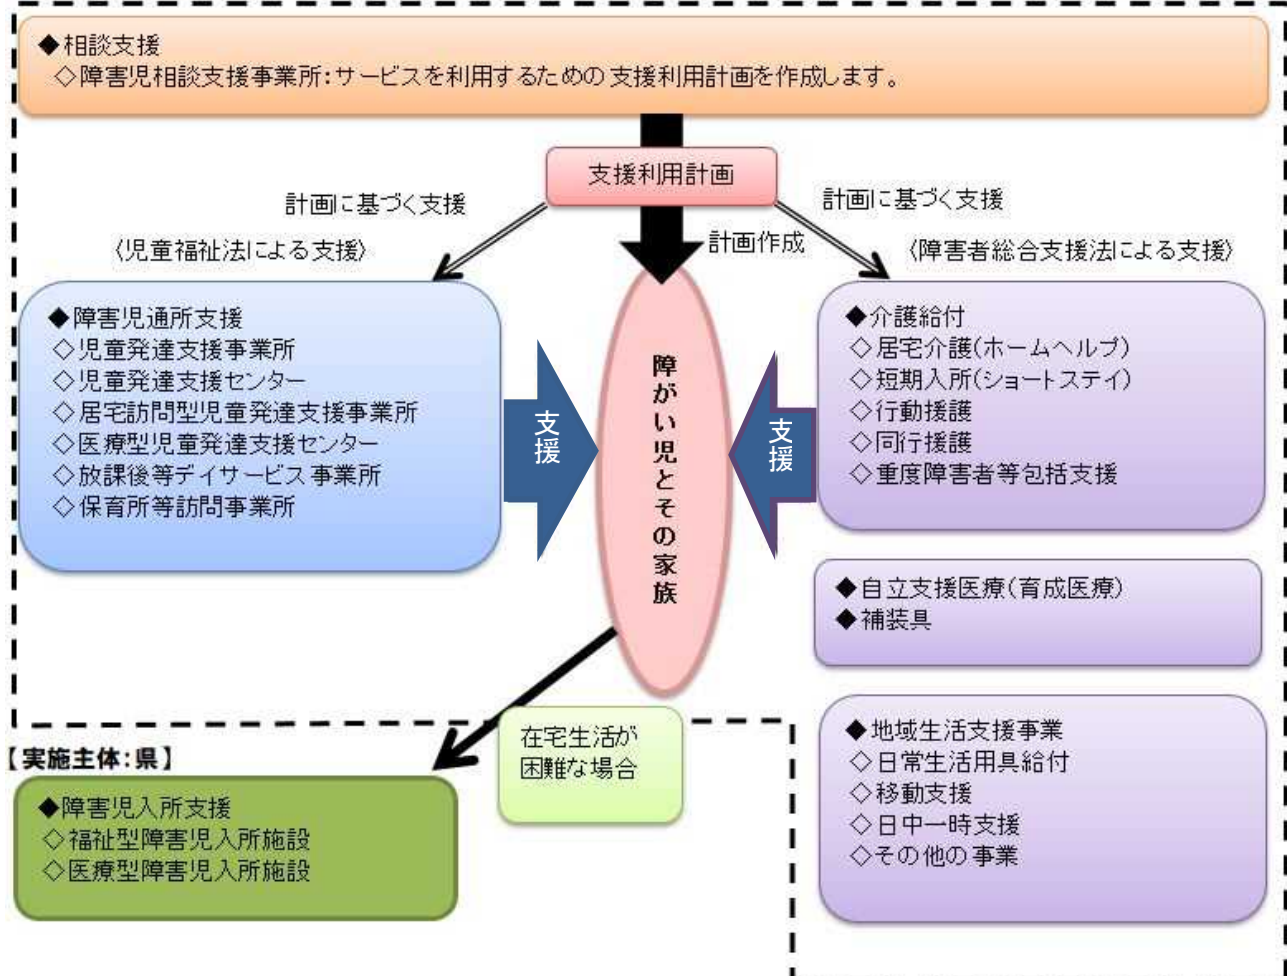 ◆相談支援
◇障害児相談支援事業所:サービスを利用するための支援利用計画を作成します。
支援利用計画
計画に基づく支援
計画に基づく支援
計画作成
〈児童福祉法による支援〉
〈障害者総合支援法による支援〉
◆障害児通所支援
◇児童発達支援事業所
◇児童発達支援センター
◇居宅訪問型児童発達支援事業所
◇医療型児童発達支援センター
◇放課後等デイサービス事業所
◇保育所等訪問事業所
支援
障がい児とその家族
支援
◆介護給付
◇居宅介護(ホームヘルプ)
◇短期入所(ショートステイ)
◇行動援護
◇同行援護
◇重度障害者等包括支援
◆自立支援医療(育成医療)
◆補装具
◆地域生活支援事業
◇日常生活用具給付
◇移動支援
◇日中一時支援
◇その他の事業
在宅生活が
困難な場合
【実施主体:県】
◆障害児入所支援
◇福祉型障害児入所施設
◇医療型障害児入所施設